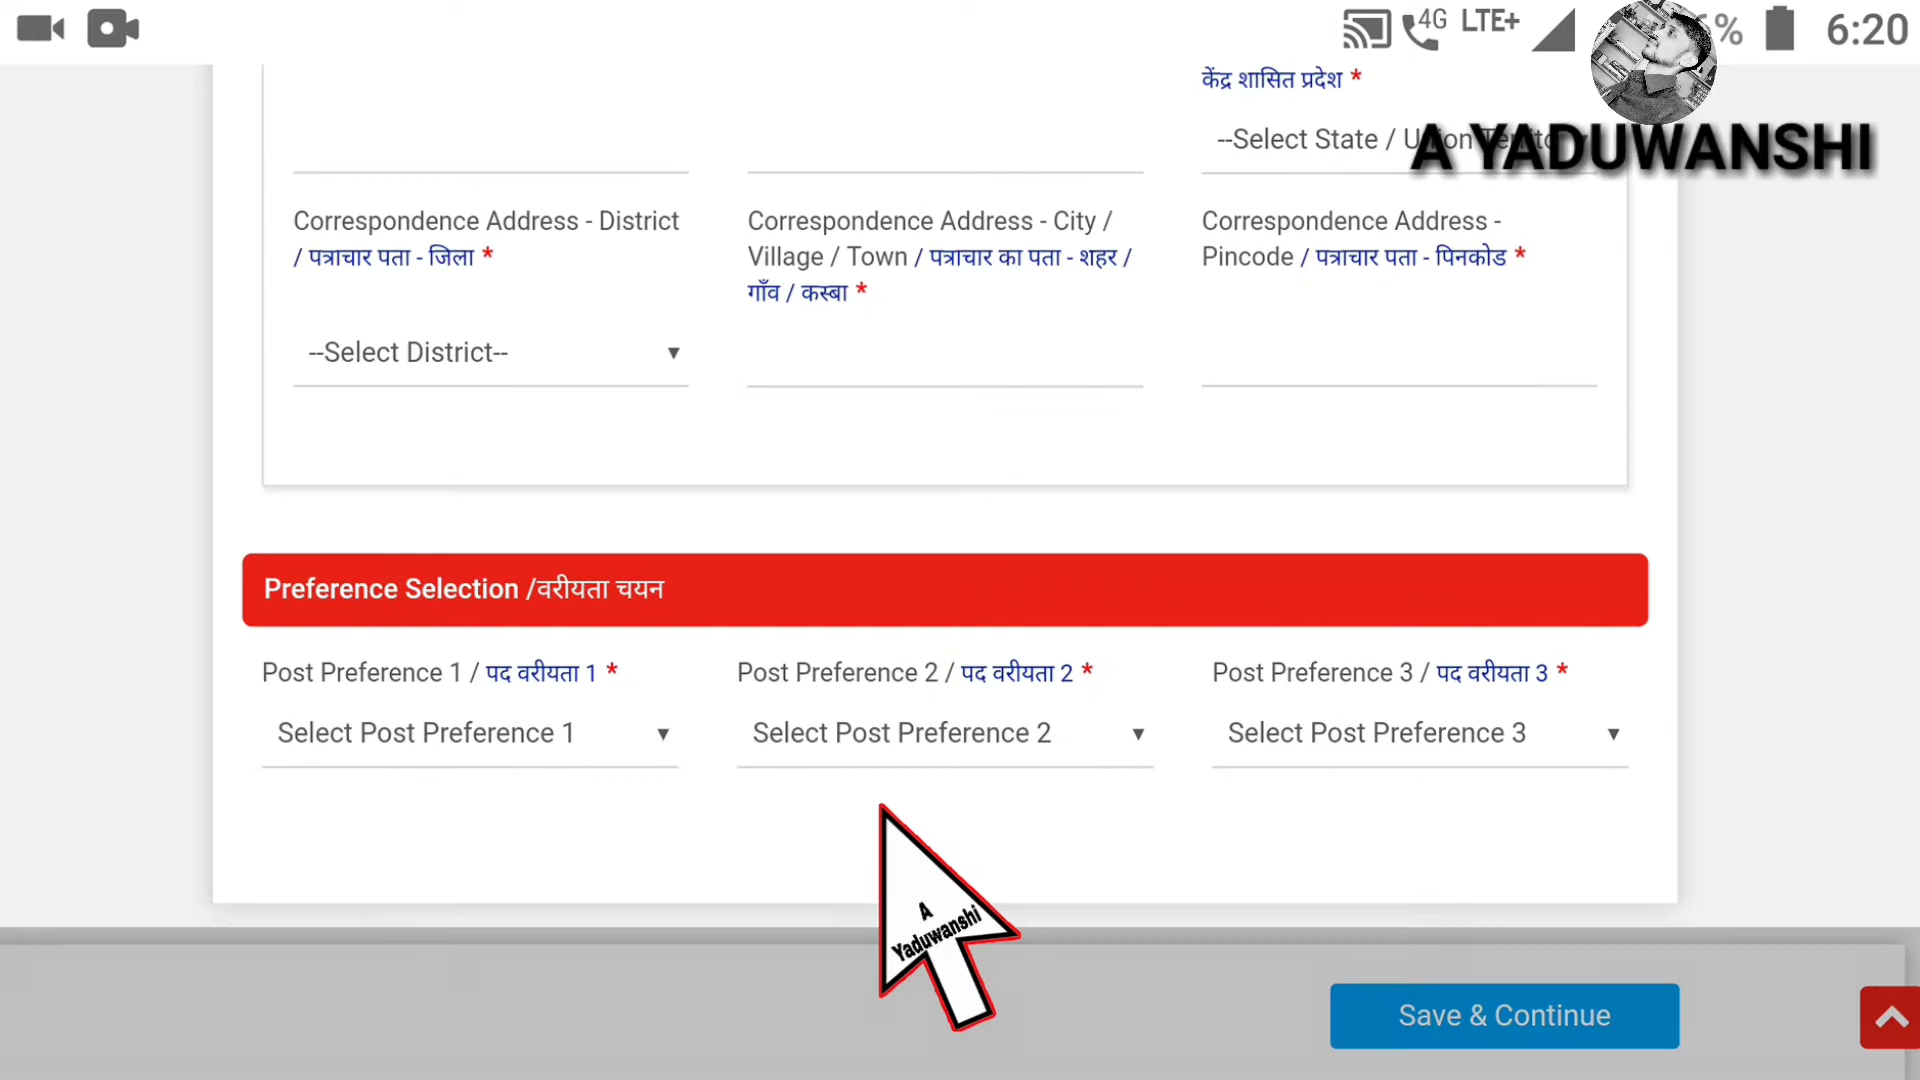 4G LTE+ 6:20
केंद्र शासित प्रदेश *
--Select State / Union
A YADUWANSHI
Correspondence Address - District
/ पत्राचार पता - जिला *
Correspondence Address - City /
Village / Town / पत्राचार का पता - शहर /
गाँव / कस्बा *
Correspondence Address -
Pincode / पत्राचार पता - पिनकोड *
--Select District--
Preference Selection /वरीयता चयन
Post Preference 1 / पद वरीयता 1 *
Post Preference 2 / पद वरीयता 2 *
Post Preference 3 / पद वरीयता 3 *
Select Post Preference 1
Select Post Preference 2
Select Post Preference 3
A
Yaduwanshi
Save & Continue